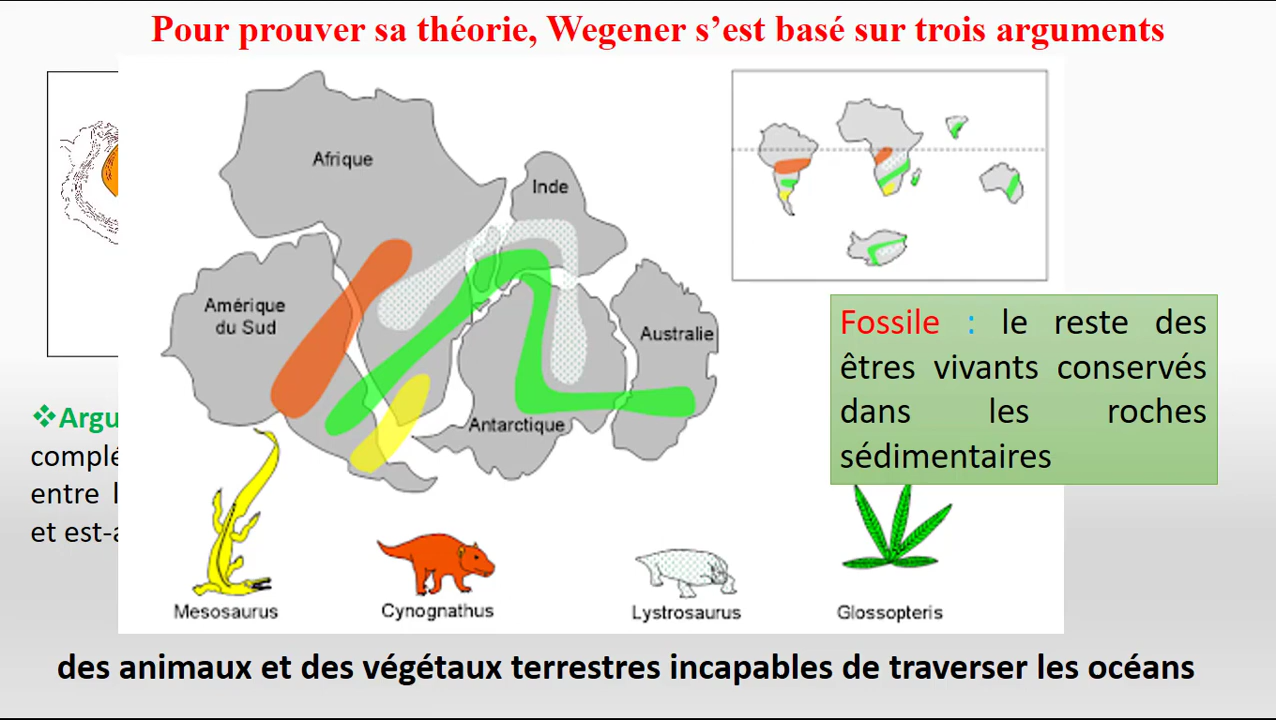 Pour prouver sa théorie, Wegener s’est basé sur trois arguments
Afrique
Inde
Amérique
du Sud
Australie
Antarctique
Fossile : le reste des
êtres vivants conservés
dans les roches
sédimentaires
❖Argu
complé
entre l
et est-a
Mesosaurus
Cynognathus
Lystrosaurus
Glossopteris
des animaux et des végétaux terrestres incapables de traverser les océans